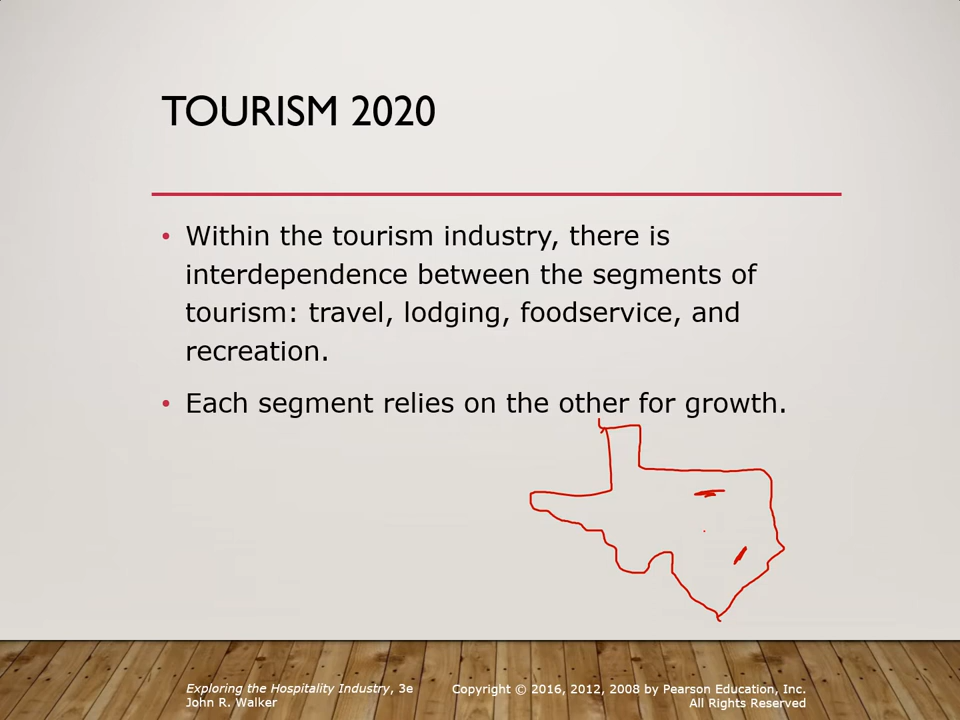 TOURISM 2020
• Within the tourism industry, there is
interdependence between the segments of
tourism: travel, lodging, foodservice, and
recreation.
• Each segment relies on the other for growth.
Exploring the Hospitality Industry, 3e
John R. Walker
Copyright © 2016, 2012, 2008 by Pearson Education, Inc.
All Rights Reserved